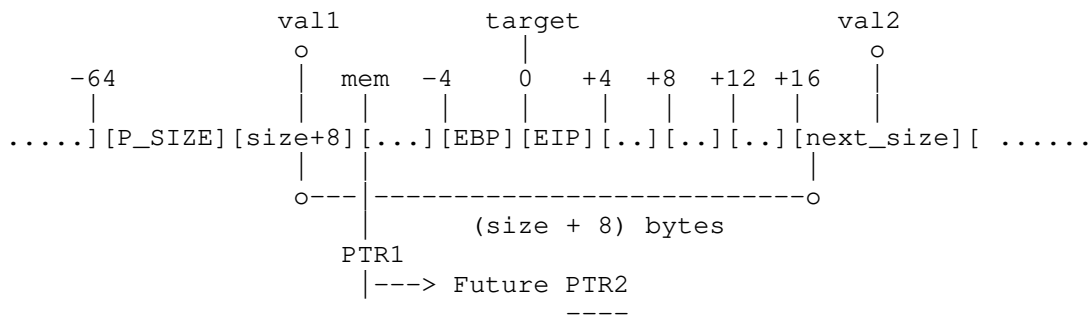 val1 target val2
o | o
-64 | mem -4 0 +4 +8 +12 +16 |
| | | | | | | | | | |
.....][P_SIZE][size+8][...][EBP][EIP][..][..][..][next_size][ ......
| | |
o---|---------------------------o
| (size + 8) bytes
PTR1
|---> Future PTR2
----